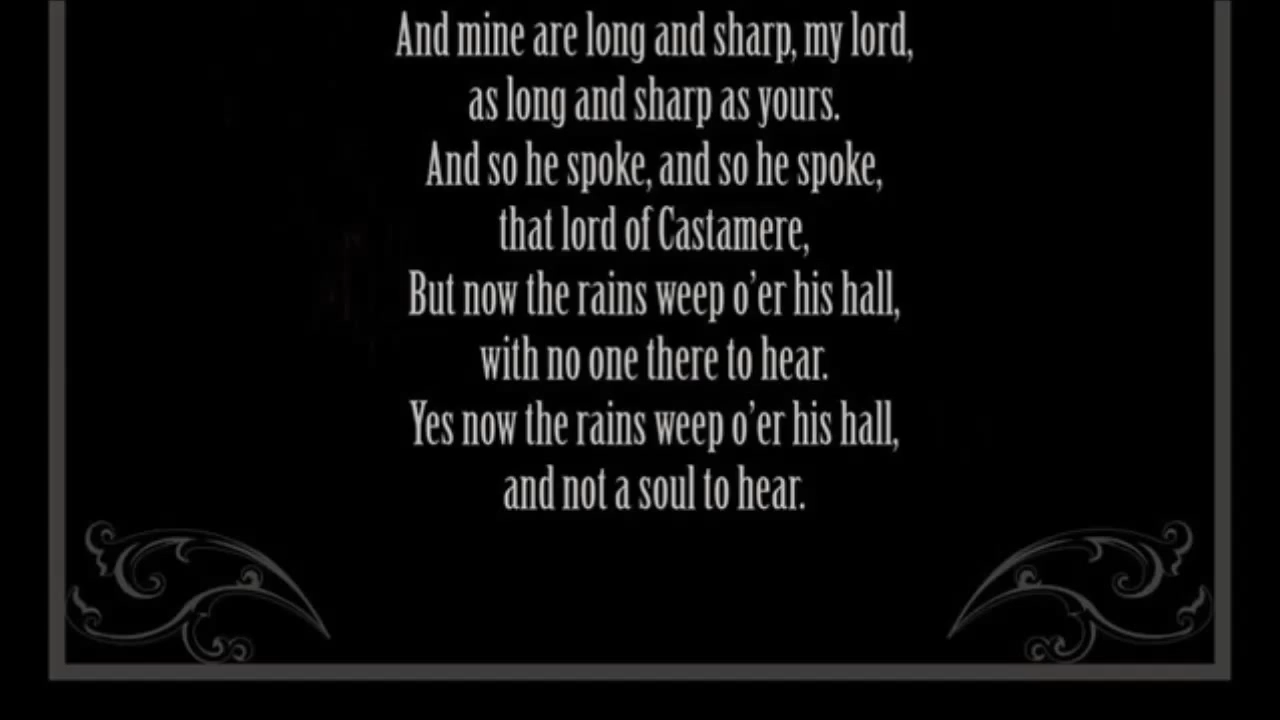 And mine are long and sharp, my lord,
as long and sharp as yours.
And so he spoke, and so he spoke,
that lord of Castamere,
But now the rains weep o’er his hall,
with no one there to hear.
Yes now the rains weep o’er his hall,
and not a soul to hear.